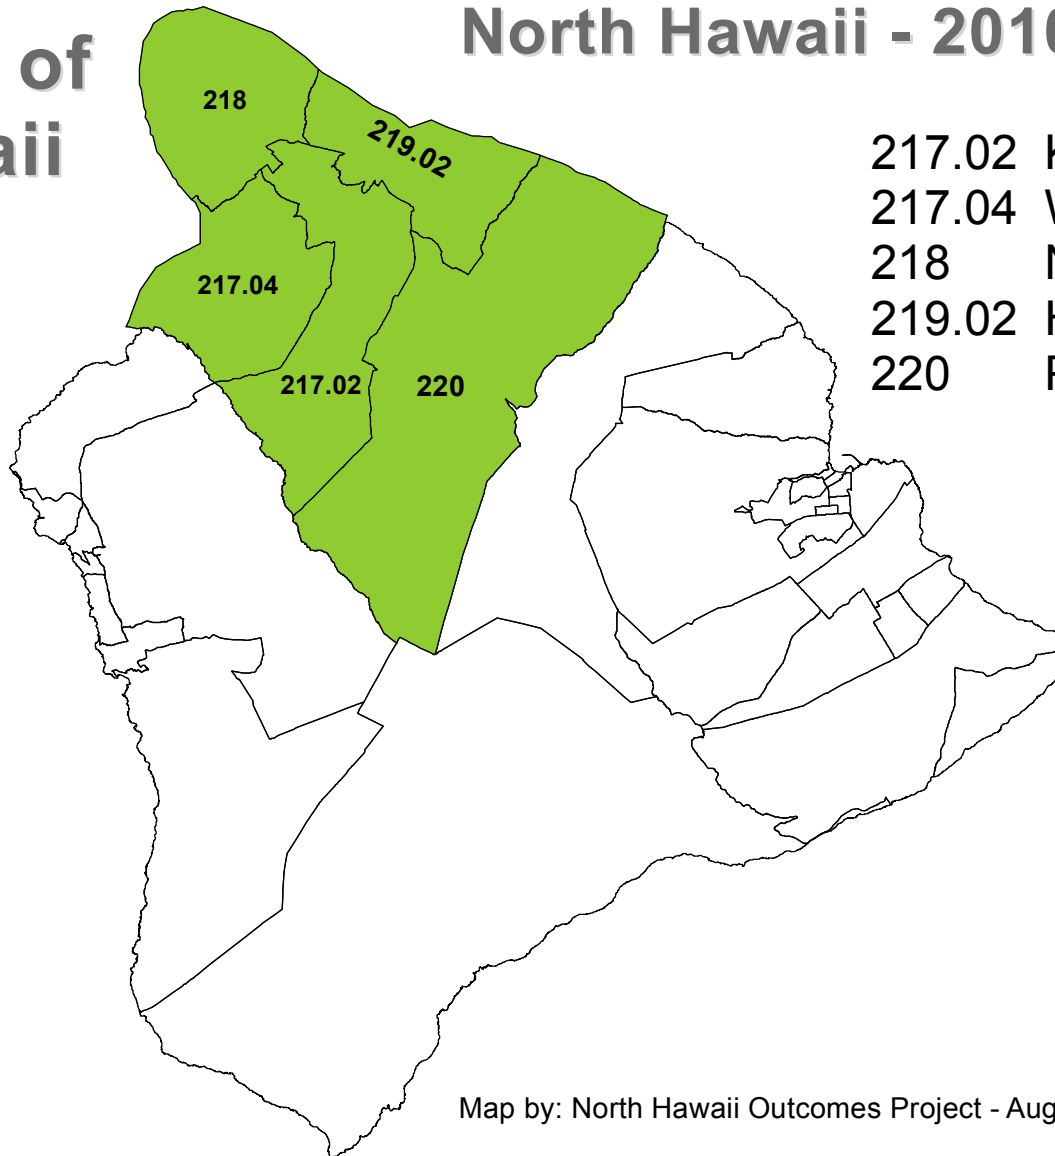 of
North Hawaii - 2010
aii
218
219.02
217.04
217.02
220
217.02 K
217.04 W
218 N
219.02 H
220 P
Map by: North Hawaii Outcomes Project - Aug